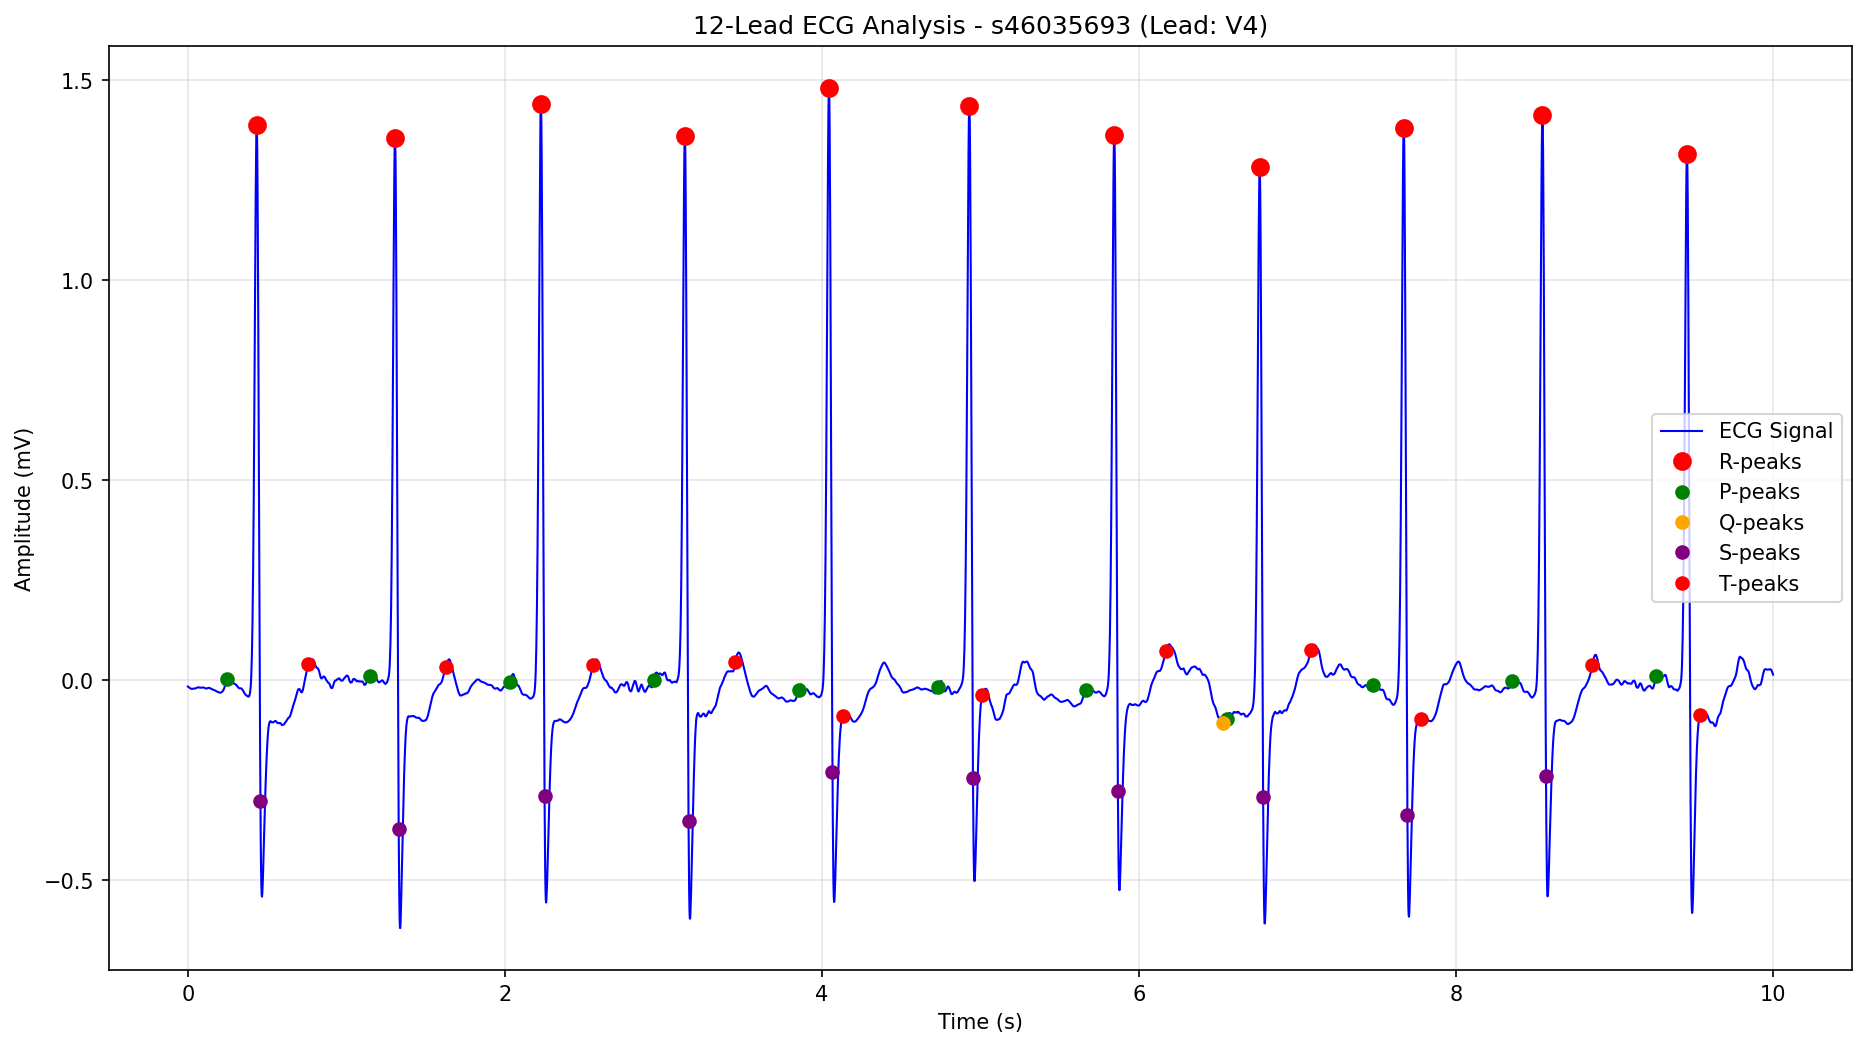 12-Lead ECG Analysis - s46035693 (Lead: V4)
Amplitude (mV)
1.5
1.0
0.5
0.0
−0.5
ECG Signal
R-peaks
P-peaks
Q-peaks
S-peaks
T-peaks
0 2 4 6 8 10
Time (s)